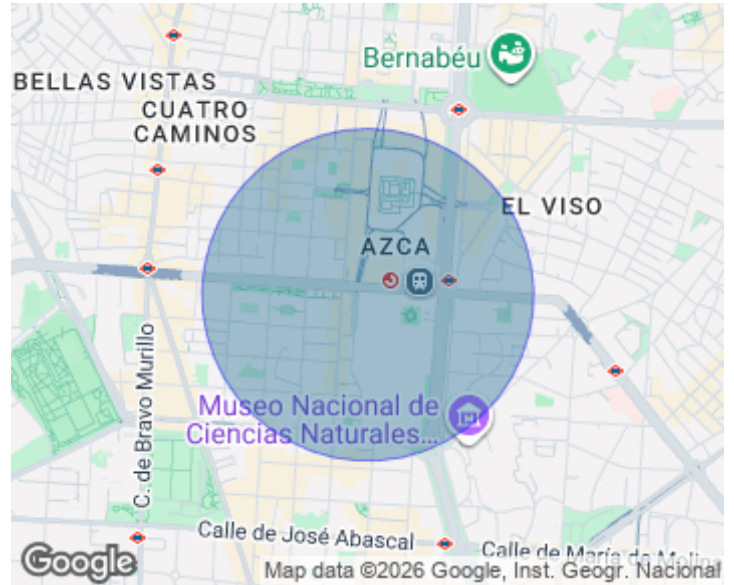 Bernabéu
BELLAS VISTAS
CUATRO
CAMINOS
EL VISO
AZCA
C. de Bravo Murillo
Museo Nacional de
Ciencias Naturales...
Calle de José Abascal
Calle de María de Molina
Google
Map data ©2026 Google, Inst. Geogr. Nacional